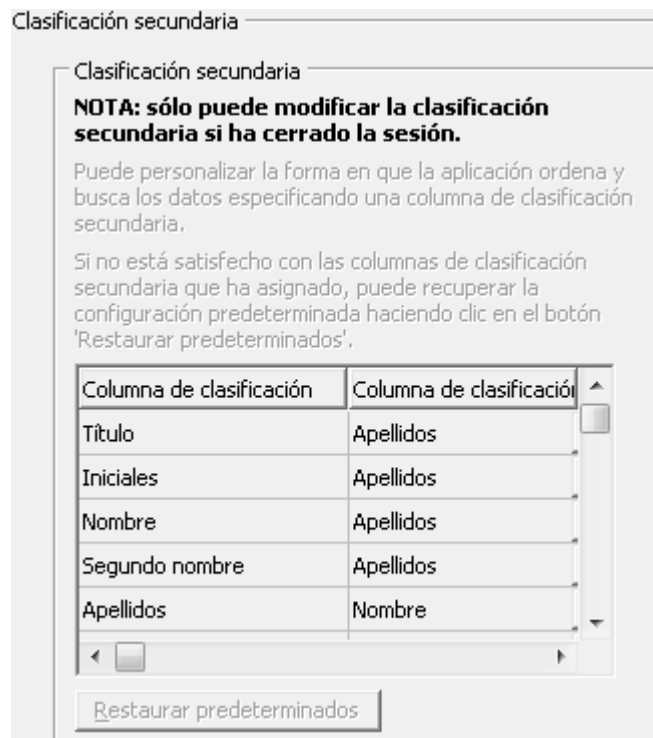 Clasificación secundaria
Clasificación secundaria
NOTA: sólo puede modificar la clasificación
secundaria si ha cerrado la sesión.
Puede personalizar la forma en que la aplicación ordena y
busca los datos especificando una columna de clasificación
secundaria.
Si no está satisfecho con las columnas de clasificación
secundaria que ha asignado, puede recuperar la
configuración predeterminada haciendo clic en el botón
'Restaurar predeterminados'.
Columna de clasificación Columna de clasificación
Título Apellidos
Iniciales Apellidos
Nombre Apellidos
Segundo nombre Apellidos
Apellidos Nombre
Restaurar predeterminados